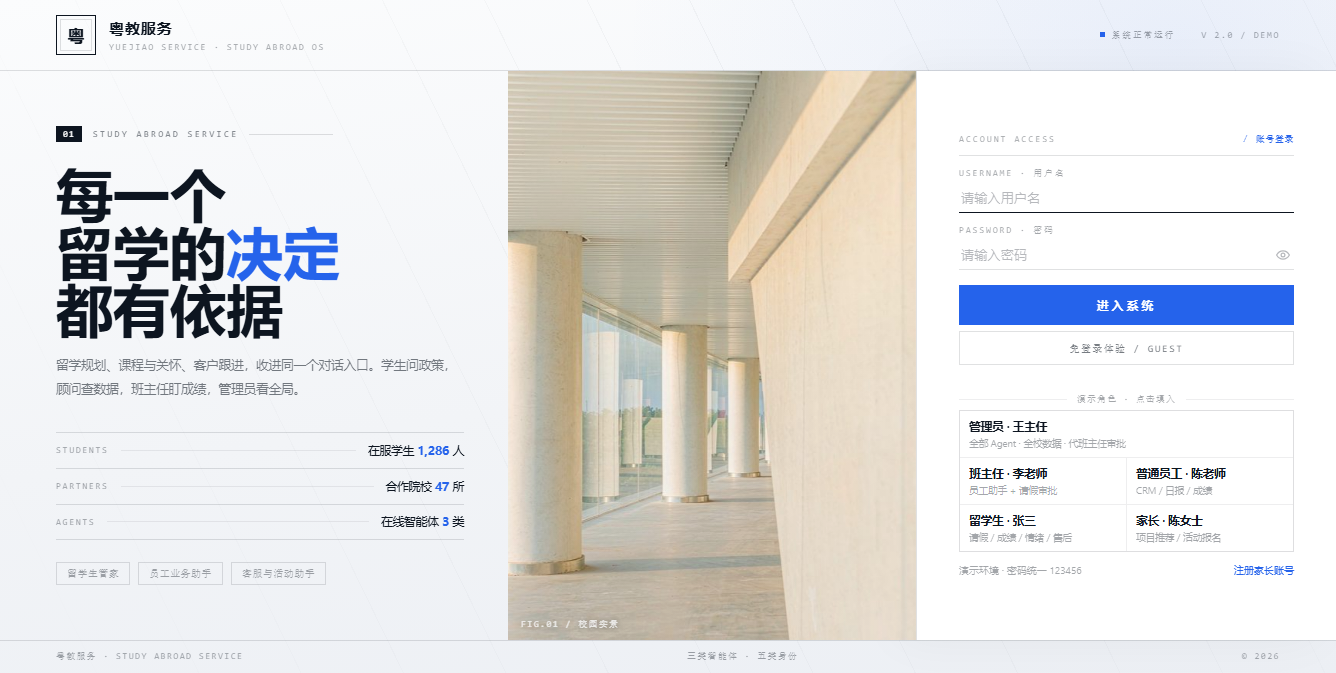 粤
粤教服务
YUEJIAO SERVICE · STUDY ABROAD OS
系统正常运行
V 2.0 / DEMO
01 STUDY ABROAD SERVICE
每一个
留学的决定
都有依据
留学规划、课程与关怀、客户跟进，收进同一个对话入口。学生问政策，
顾问查数据，班主任盯成绩，管理员看全局。
STUDENTS 在服学生 1,286 人
PARTNERS 合作院校 47 所
AGENTS 在线智能体 3 类
留学生管家 员工业务助手 客服与活动助手
FIG.01 / 校园实景
ACCOUNT ACCESS / 账号登录
USERNAME · 用户名
请输入用户名
PASSWORD · 密码
请输入密码
进入系统
免登录体验 / GUEST
演示角色 · 点击填入
管理员 · 王主任
全部 Agent · 全校数据 · 代班主任审批
班主任 · 李老师
员工助手 + 请假审批
普通员工 · 陈老师
CRM / 日报 / 成绩
留学生 · 张三
请假 / 成绩 / 情绪 / 售后
家长 · 陈女士
项目推荐 / 活动报名
演示环境 · 密码统一 123456
注册家长账号
粤教服务 · STUDY ABROAD SERVICE
三类智能体 · 五类身份
© 2026